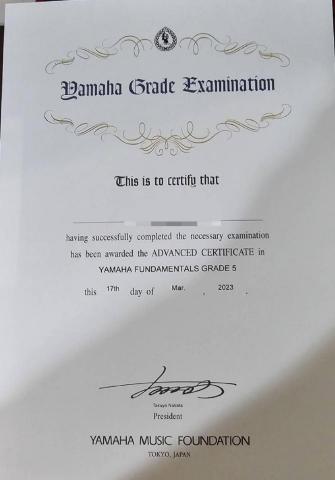 Yamaha Grade Examination
This is to certify that
having successfully completed the necessary examination
has been awarded the ADVANCED CERTIFICATE in
YAMAHA FUNDAMENTALS GRADE 5
this 17th day of Mar. , 2023 .
President
YAMAHA MUSIC FOUNDATION
TOKYO, JAPAN